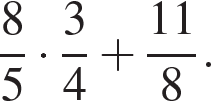 8/5 · 3/4 + 11/8 .